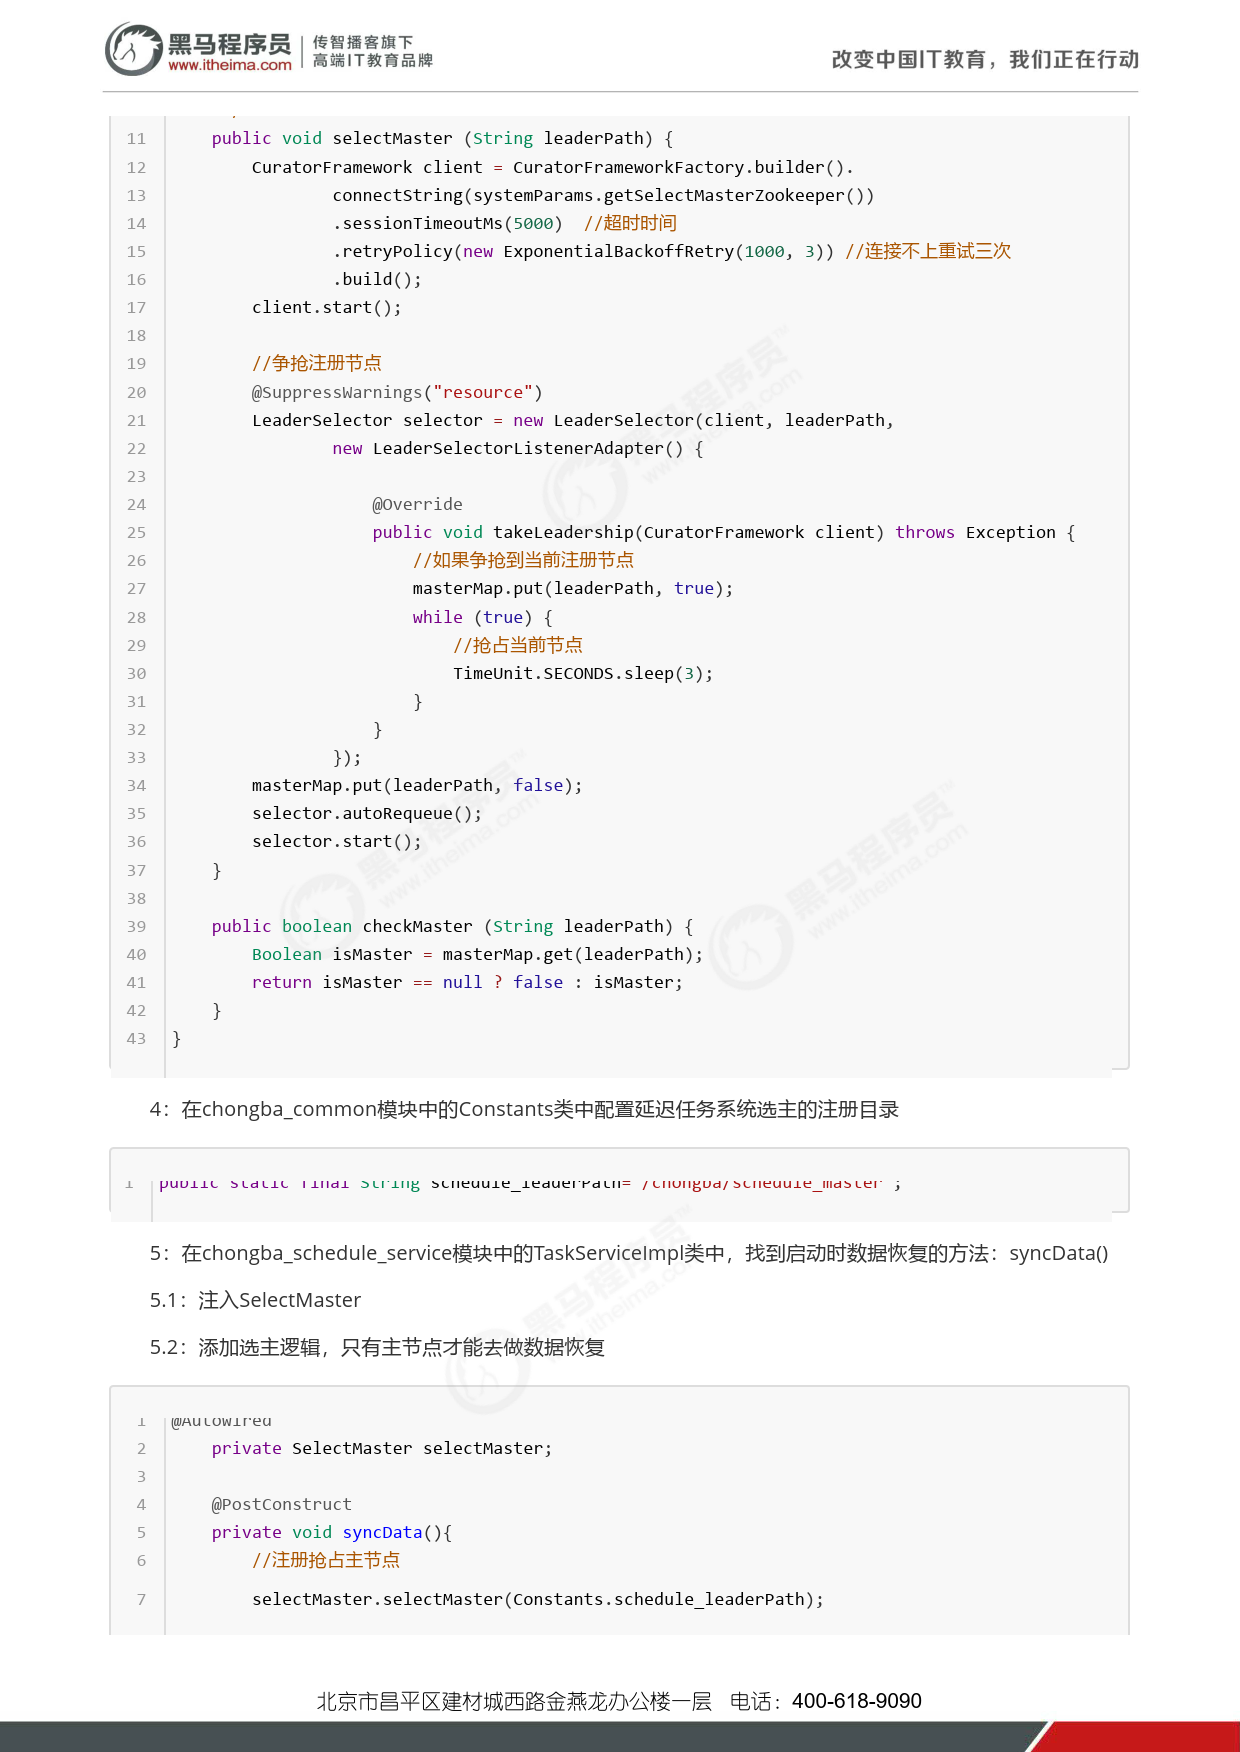 黑马程序员 传智播客旗下
www.itheima.com 高端IT教育品牌
改变中国IT教育，我们正在行动
11 public void selectMaster (String leaderPath) {
12 CuratorFramework client = CuratorFrameworkFactory.builder().
13 connectString(systemParams.getSelectMasterZookeeper())
14 .sessionTimeoutMs(5000) //超时时间
15 .retryPolicy(new ExponentialBackoffRetry(1000, 3)) //连接不上重试三次
16 .build();
17 client.start();
18
19 //争抢注册节点
20 @SuppressWarnings("resource")
21 LeaderSelector selector = new LeaderSelector(client, leaderPath,
22 new LeaderSelectorListenerAdapter() {
23
24 @Override
25 public void takeLeadership(CuratorFramework client) throws Exception {
26 //如果争抢到当前注册节点
27 masterMap.put(leaderPath, true);
28 while (true) {
29 //抢占当前节点
30 TimeUnit.SECONDS.sleep(3);
31 }
32 }
33 });
34 masterMap.put(leaderPath, false);
35 selector.autoRequeue();
36 selector.start();
37 }
38
39 public boolean checkMaster (String leaderPath) {
40 Boolean isMaster = masterMap.get(leaderPath);
41 return isMaster == null ? false : isMaster;
42 }
43 }
4：在chongba_common模块中的Constants类中配置延迟任务系统选主的注册目录
1 public static final String schedule_leaderPath="/chongba/schedule_master";
5：在chongba_schedule_service模块中的TaskServiceImpl类中，找到启动时数据恢复的方法：syncData()
5.1：注入SelectMaster
5.2：添加选主逻辑，只有主节点才能去做数据恢复
1 @Autowired
2 private SelectMaster selectMaster;
3
4 @PostConstruct
5 private void syncData(){
6 //注册抢占主节点
7 selectMaster.selectMaster(Constants.schedule_leaderPath);
北京市昌平区建材城西路金燕龙办公楼一层 电话：400-618-9090